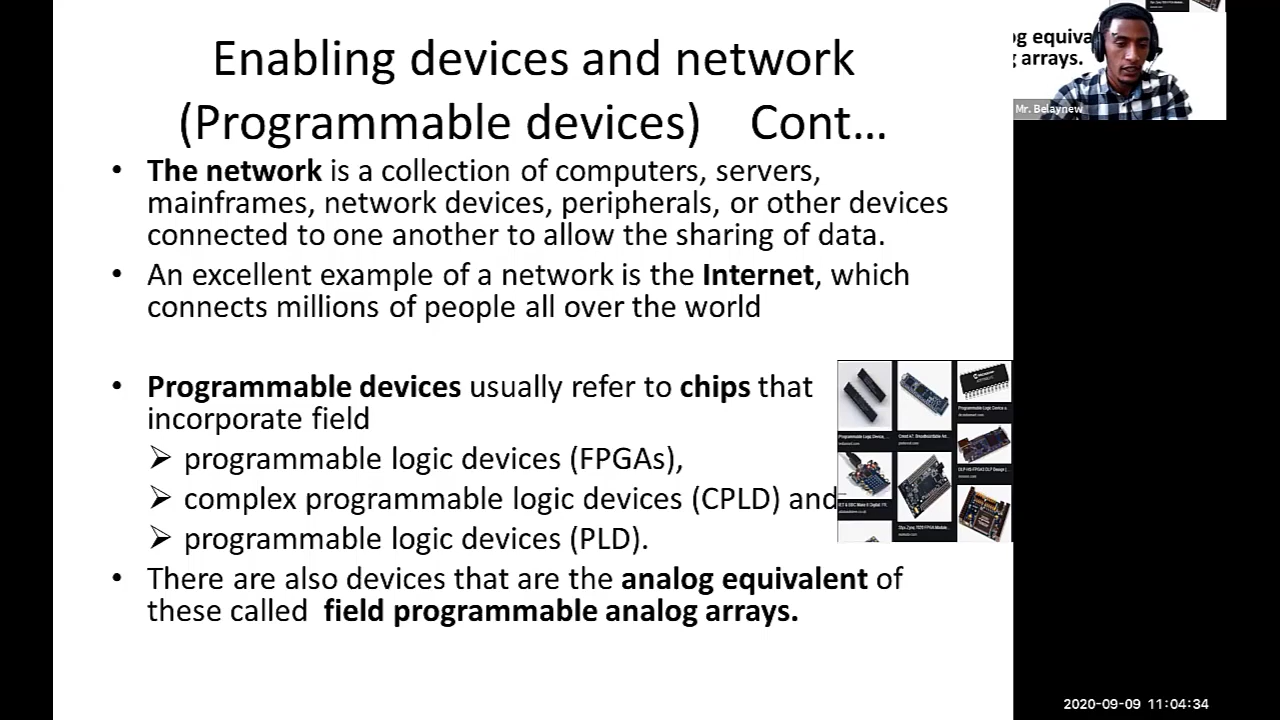 Enabling devices and network
(Programmable devices) Cont...
• The network is a collection of computers, servers,
mainframes, network devices, peripherals, or other devices
connected to one another to allow the sharing of data.
• An excellent example of a network is the Internet, which
connects millions of people all over the world
• Programmable devices usually refer to chips that
incorporate field
➢ programmable logic devices (FPGAs),
➢ complex programmable logic devices (CPLD) and
➢ programmable logic devices (PLD).
• There are also devices that are the analog equivalent of
these called field programmable analog arrays.
og equiva
g arrays.
Mr. Belaynew
2020-09-09 11:04:34